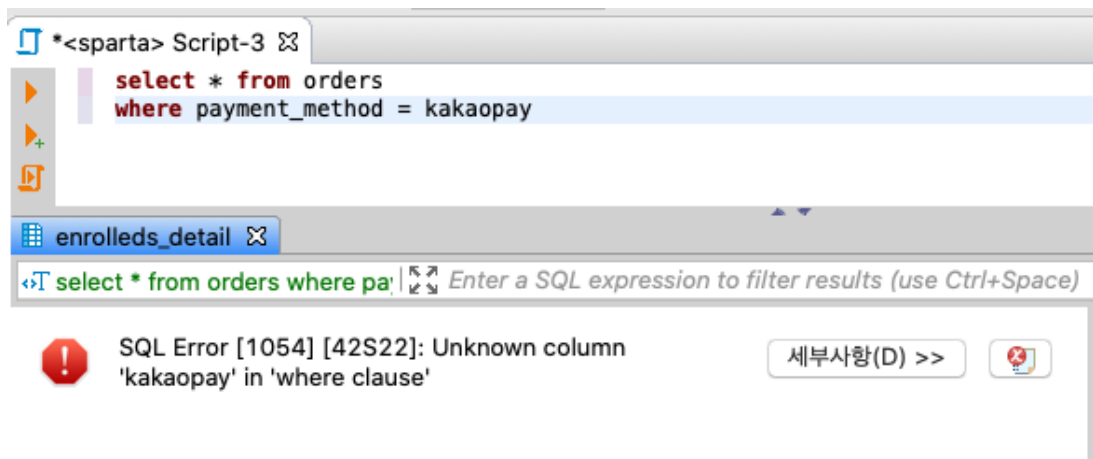 *<sparta> Script-3
select * from orders
where payment_method = kakaopay
enrolleds_detail
select * from orders where pay
Enter a SQL expression to filter results (use Ctrl+Space)
SQL Error [1054] [42S22]: Unknown column
'kakaopay' in 'where clause'
세부사항(D) >>